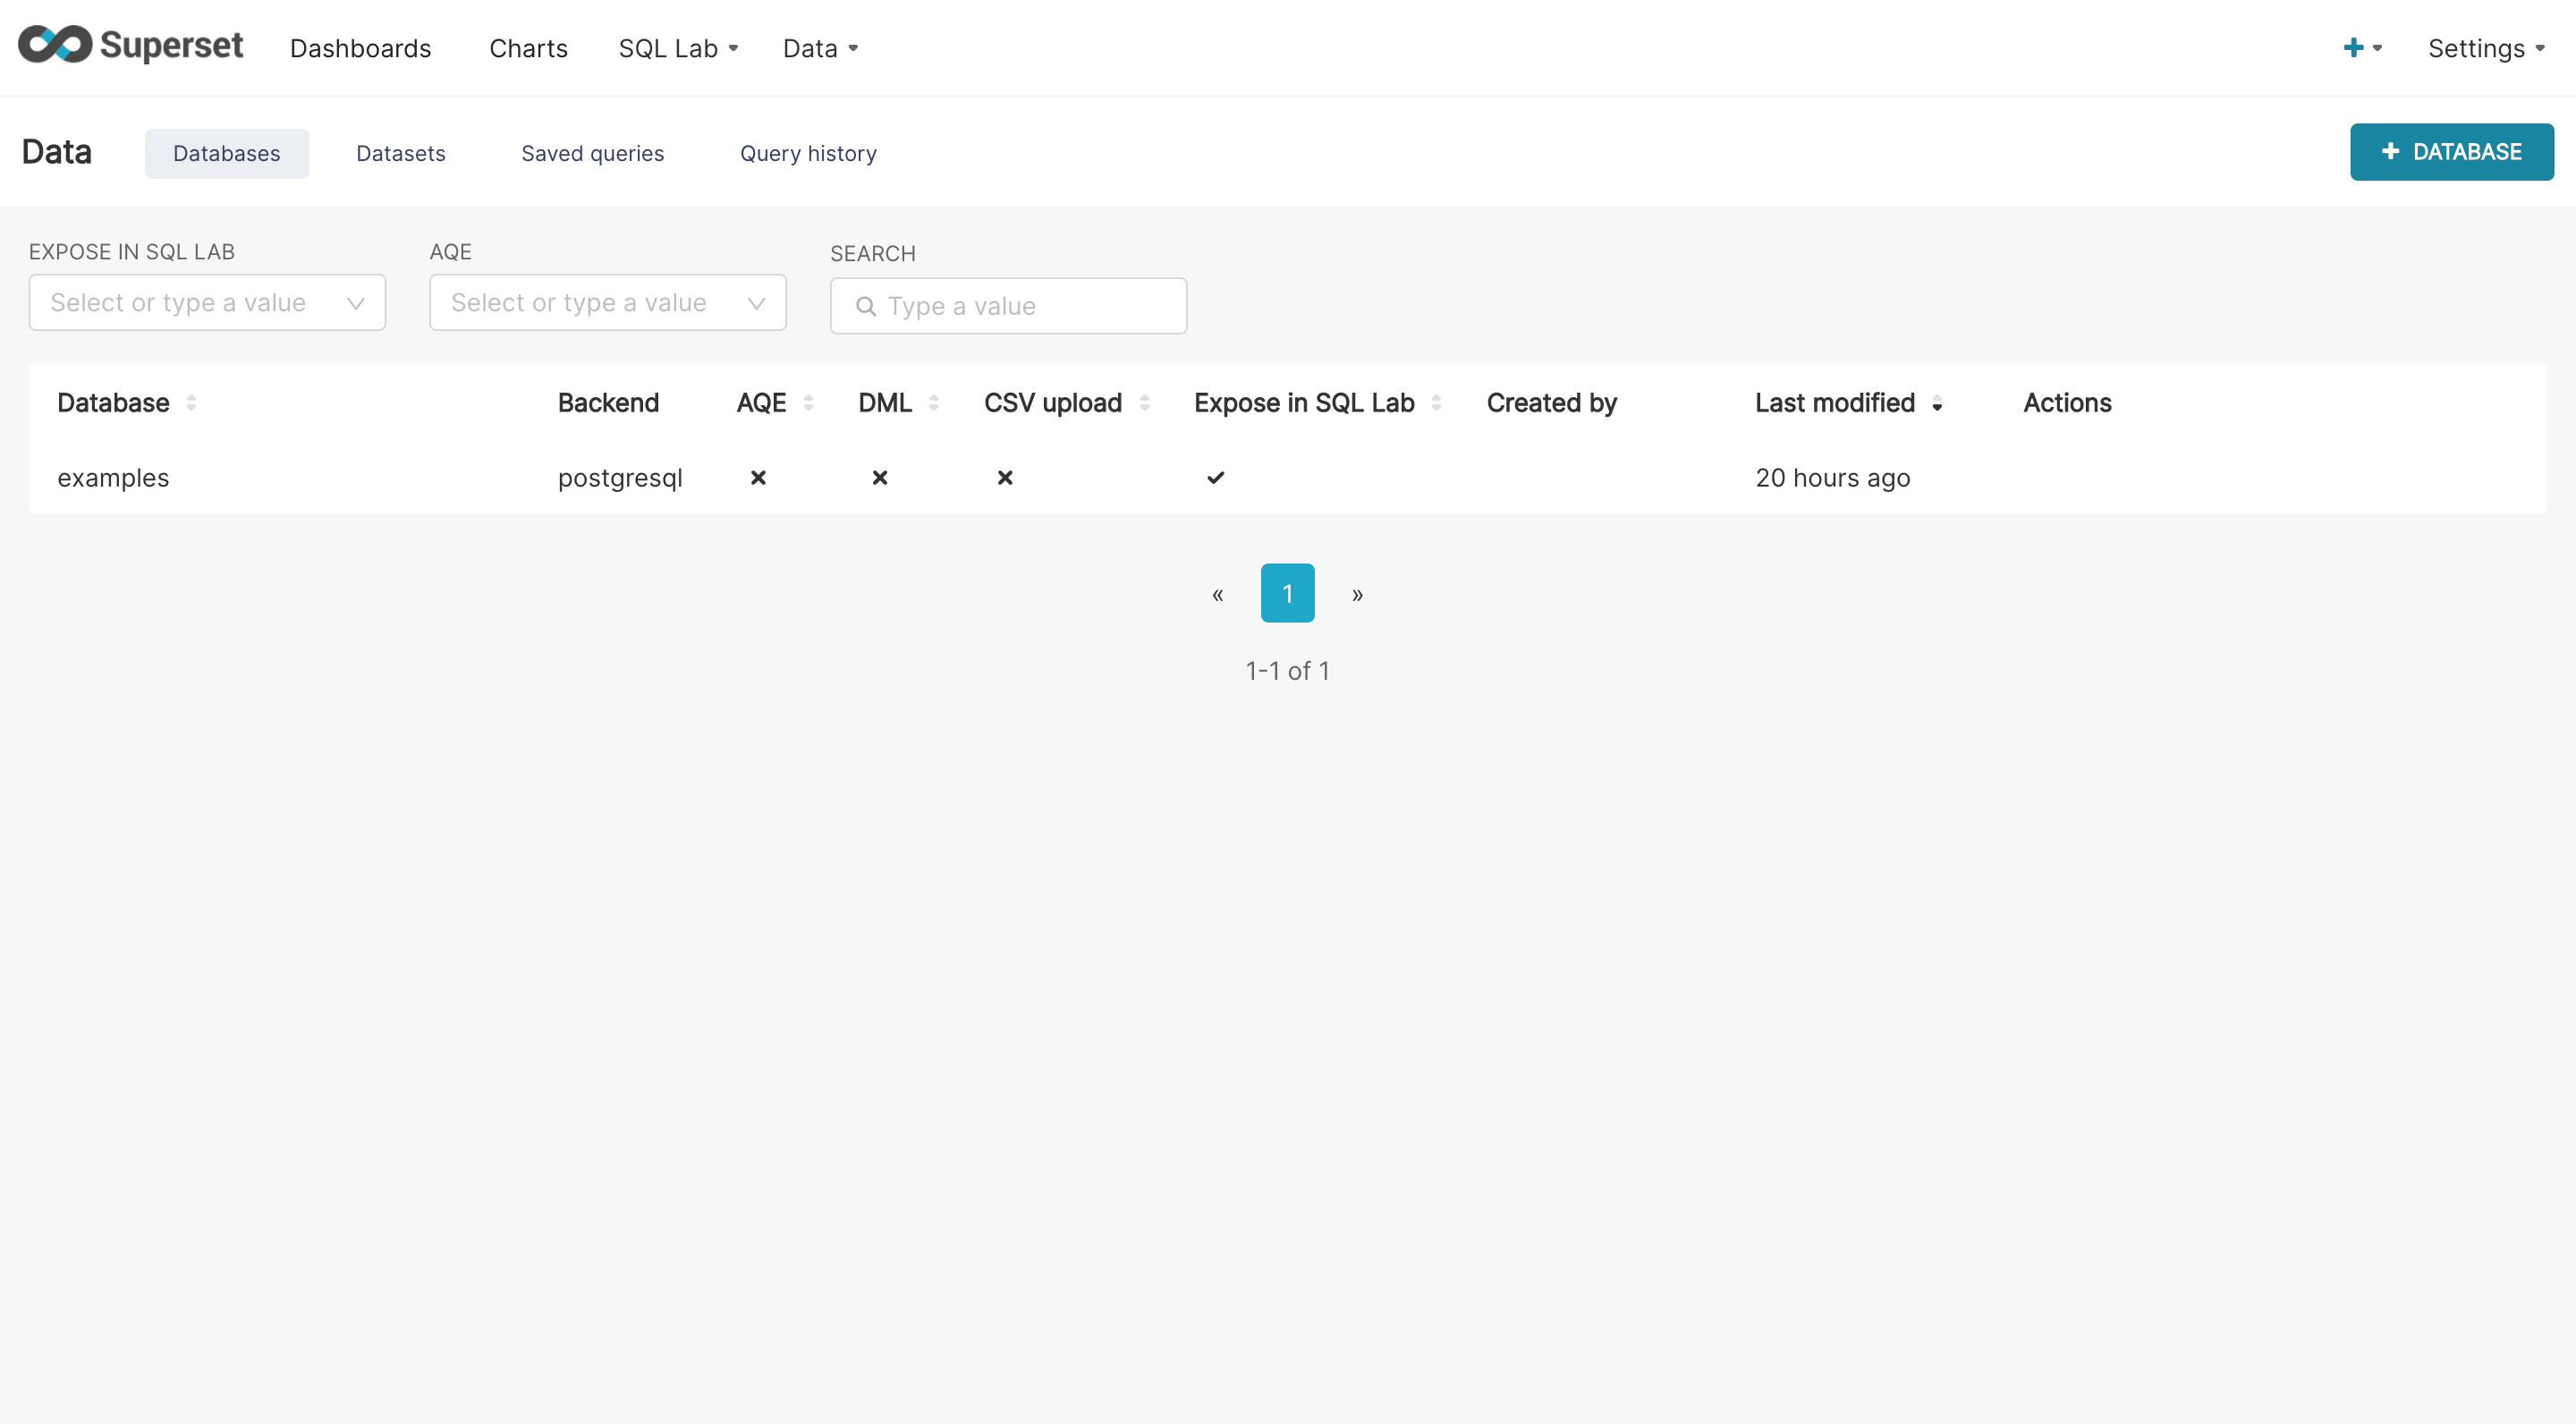 Superset Dashboards Charts SQL Lab Data Settings
Data Databases Datasets Saved queries Query history + DATABASE
EXPOSE IN SQL LAB AQE SEARCH
Select or type a value Select or type a value Type a value
Database Backend AQE DML CSV upload Expose in SQL Lab Created by Last modified Actions
examples postgresql 20 hours ago
« 1 »
1-1 of 1